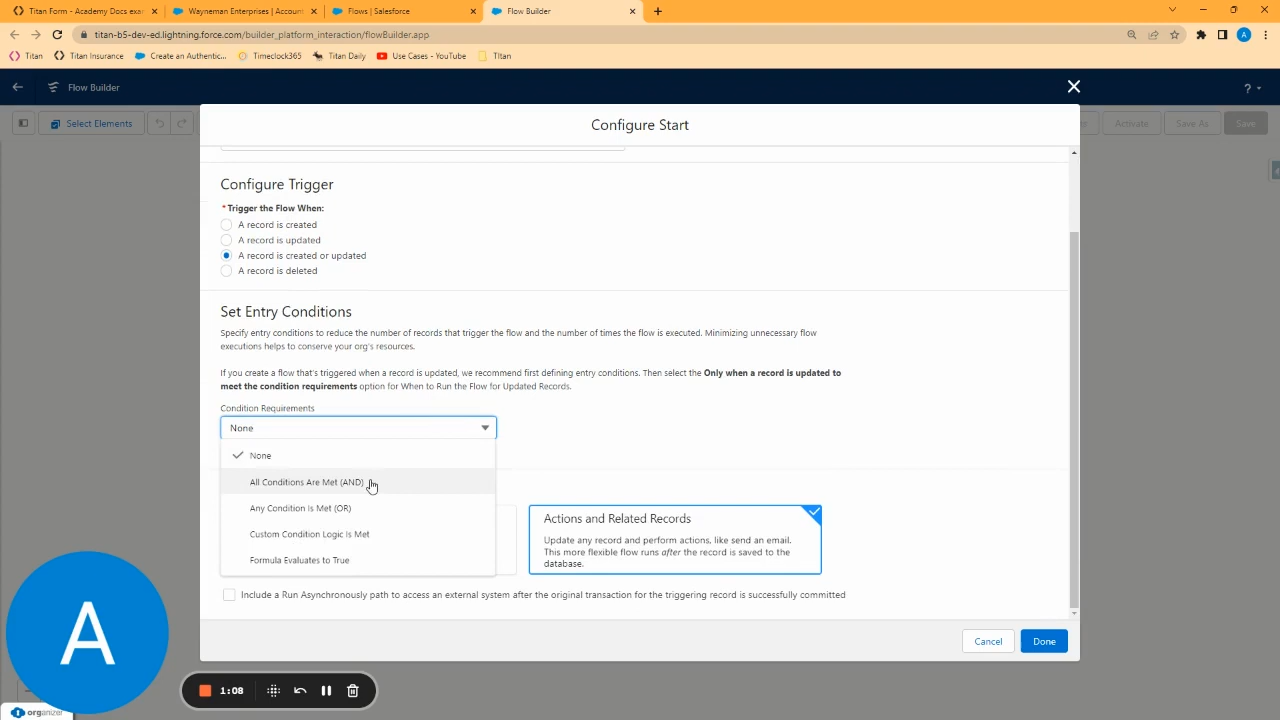 Titan Form - Academy Docs exa
Wayneman Enterprises | Accoun
Flows | Salesforce
Flow Builder
titan-b5-dev-ed.lightning.force.com/builder_platform_interaction/flowBuilder.app
A
Titan
Titan Insurance
Create an Authentic...
Timeclock365
Titan Daily
Use Cases - YouTube
TItan
Flow Builder
?
Select Elements
Activate
Save As
Save
Configure Start
Configure Trigger
* Trigger the Flow When:
A record is created
A record is updated
A record is created or updated
A record is deleted
Set Entry Conditions
Specify entry conditions to reduce the number of records that trigger the flow and the number of times the flow is executed. Minimizing unnecessary flow
executions helps to conserve your org's resources.
If you create a flow that's triggered when a record is updated, we recommend first defining entry conditions. Then select the Only when a record is updated to
meet the condition requirements option for When to Run the Flow for Updated Records.
Condition Requirements
None
None
All Conditions Are Met (AND)
Any Condition Is Met (OR)
Custom Condition Logic Is Met
Formula Evaluates to True
Actions and Related Records
Update any record and perform actions, like send an email.
This more flexible flow runs after the record is saved to the
database.
Include a Run Asynchronously path to access an external system after the original transaction for the triggering record is successfully committed
Cancel
Done
A
1:08
organizer